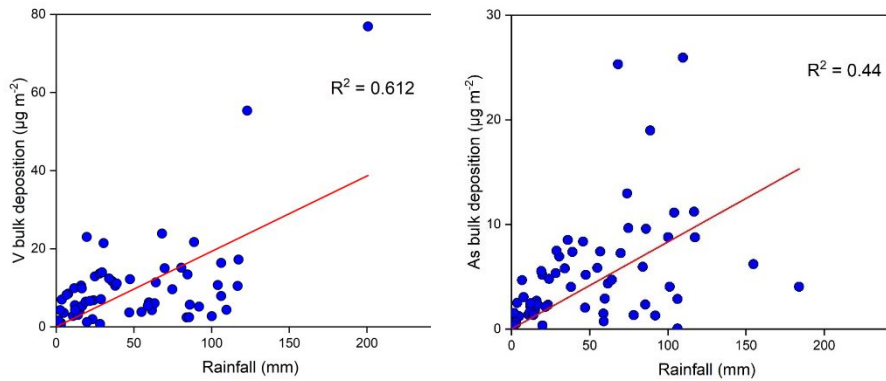 80
60
40
20
0
V bulk deposition (µg m⁻²)
R² = 0.612
0 50 100 150 200
Rainfall (mm)
30
20
10
0
As bulk deposition (µg m⁻²)
R² = 0.44
0 50 100 150 200
Rainfall (mm)